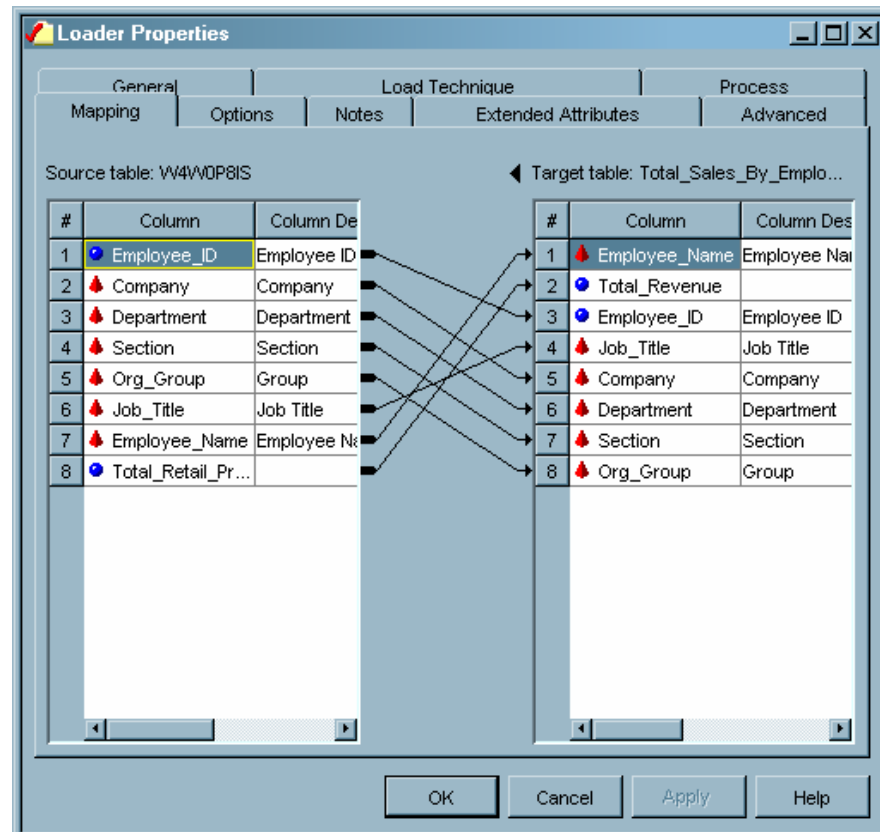 Loader Properties
General Load Technique Process
Mapping Options Notes Extended Attributes Advanced
Source table: W4W0P8IS
# Column Column De
1 Employee_ID Employee ID
2 Company Company
3 Department Department
4 Section Section
5 Org_Group Group
6 Job_Title Job Title
7 Employee_Name Employee Na
8 Total_Retail_Pr...
Target table: Total_Sales_By_Emplo...
# Column Column Des
1 Employee_Name Employee Nar
2 Total_Revenue
3 Employee_ID Employee ID
4 Job_Title Job Title
5 Company Company
6 Department Department
7 Section Section
8 Org_Group Group
OK Cancel Apply Help